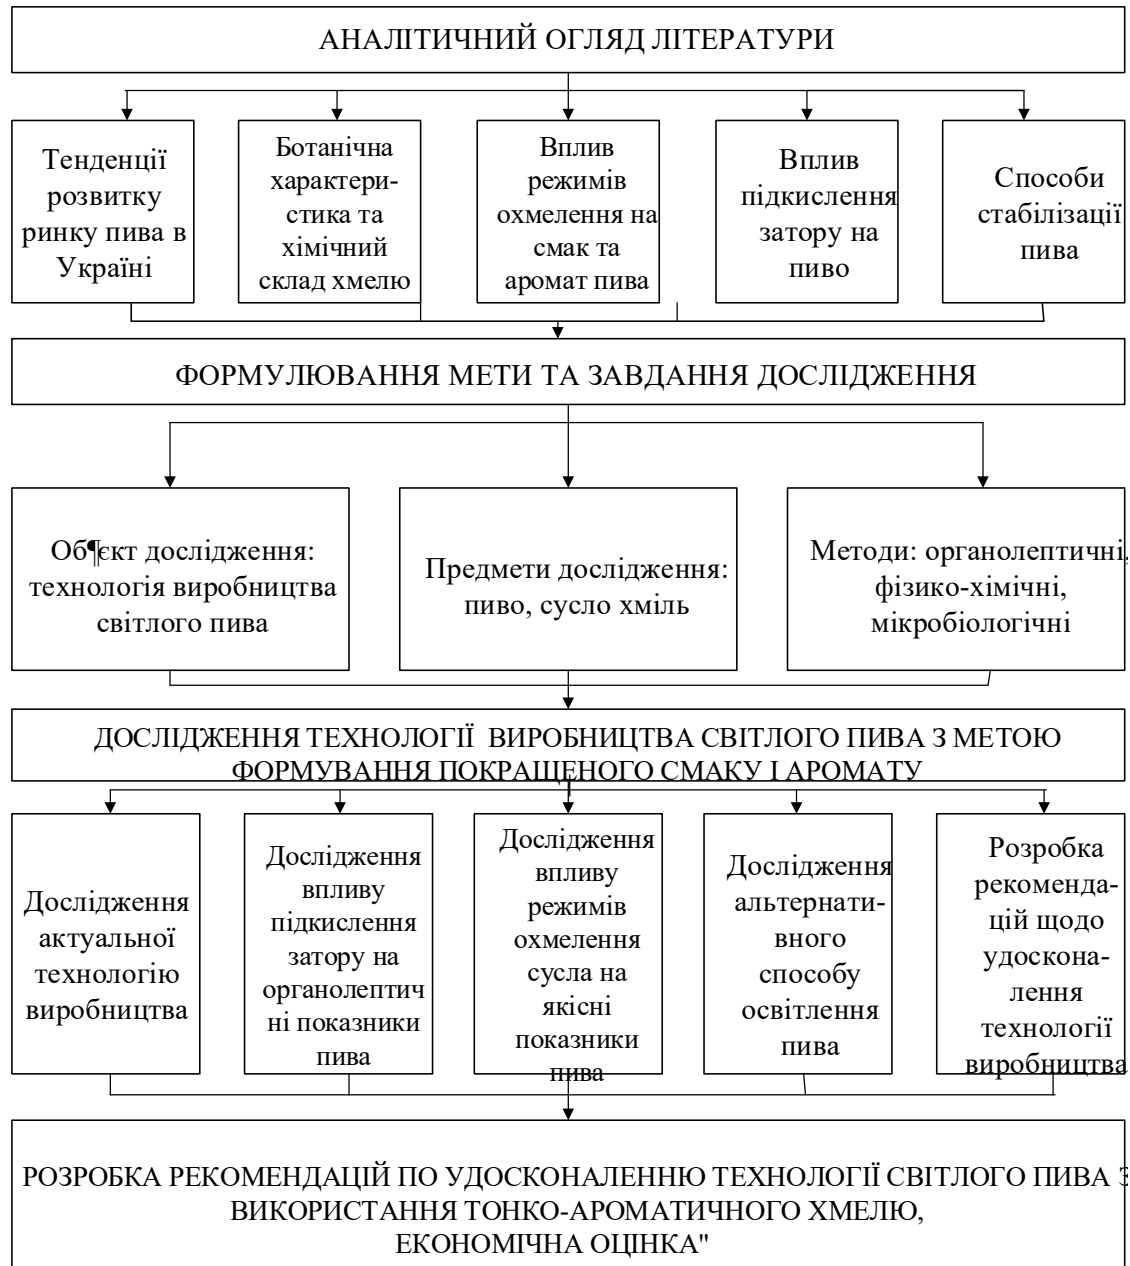 АНАЛІТИЧНИЙ ОГЛЯД ЛІТЕРАТУРИ
Тенденції
розвитку
ринку пива в
Україні
Ботанічна
характери-
стика та
хімічний
склад хмелю
Вплив
режимів
охмелення на
смак та
аромат пива
Вплив
підкислення
затору на
пиво
Способи
стабілізації
пива
ФОРМУЛЮВАННЯ МЕТИ ТА ЗАВДАННЯ ДОСЛІДЖЕННЯ
Об¶єкт дослідження:
технологія виробництва
світлого пива
Предмети дослідження:
пиво, сусло хміль
Методи: органолептичні,
фізико-хімічні,
мікробіологічні
ДОСЛІДЖЕННЯ ТЕХНОЛОГІЇ ВИРОБНИЦТВА СВІТЛОГО ПИВА З МЕТОЮ
ФОРМУВАННЯ ПОКРАЩЕНОГО СМАКУ І АРОМАТУ
Дослідження
актуальної
технологію
виробництва
Дослідження
впливу
підкислення
затору на
органолептич
ні показники
пива
Дослідження
впливу
режимів
охмелення
сусла на
якісні
показники
пива
Дослідження
альтернати-
вного
способу
освітлення
пива
Розробка
рекоменда-
цій щодо
удоскона-
лення
технології
виробництва
РОЗРОБКА РЕКОМЕНДАЦІЙ ПО УДОСКОНАЛЕННЮ ТЕХНОЛОГІЇ СВІТЛОГО ПИВА З
ВИКОРИСТАННЯ ТОНКО-АРОМАТИЧНОГО ХМЕЛЮ,
ЕКОНОМІЧНА ОЦІНКА"